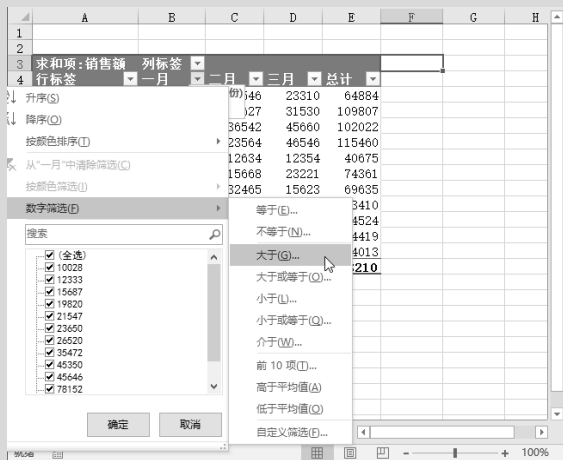 A B C D E F G H
1
2
3 求和项:销售额 列标签
4 行标签 一月 二月 三月 总计
升序(S) 份) 546 23310 64884
降序(O) 527 31530 109807
36542 45660 102022
按颜色排序(T) 23564 46546 115460
从"一月"中清除筛选(C) 12634 12354 40675
按颜色筛选(I) 15668 23221 74361
32465 15623 69635
数字筛选(F) 3410
等于(E)...
4524
搜索 不等于(N)...
4419
(全选) 大于(G)... 4013
10028 大于或等于(O)... 3210
12333
15687 小于(L)...
19820 小于或等于(Q)...
21547
23650 介于(W)...
26520
35472 前 10 项(T)...
45350 高于平均值(A)
45646
78152 低于平均值(O)
确定 取消 自定义筛选(F)...
就绪 100%